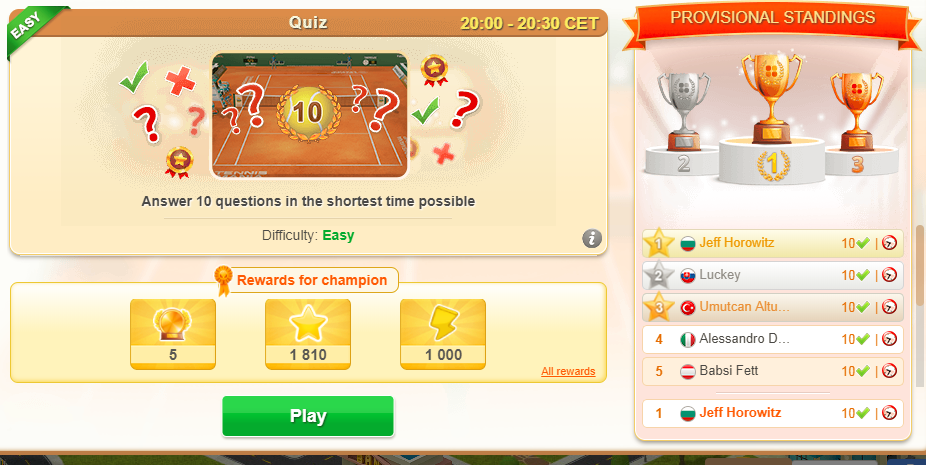 EASY
Quiz
20:00 - 20:30 CET
10
Answer 10 questions in the shortest time possible
Difficulty: Easy
i
Rewards for champion
5
1 810
1 000
All rewards
Play
PROVISIONAL STANDINGS
2
1
3
1 Jeff Horowitz 10 |
2 Luckey 10 |
3 Umutcan Altu... 10 |
4 Alessandro D... 10 |
5 Babsi Fett 10 |
1 Jeff Horowitz 10 |